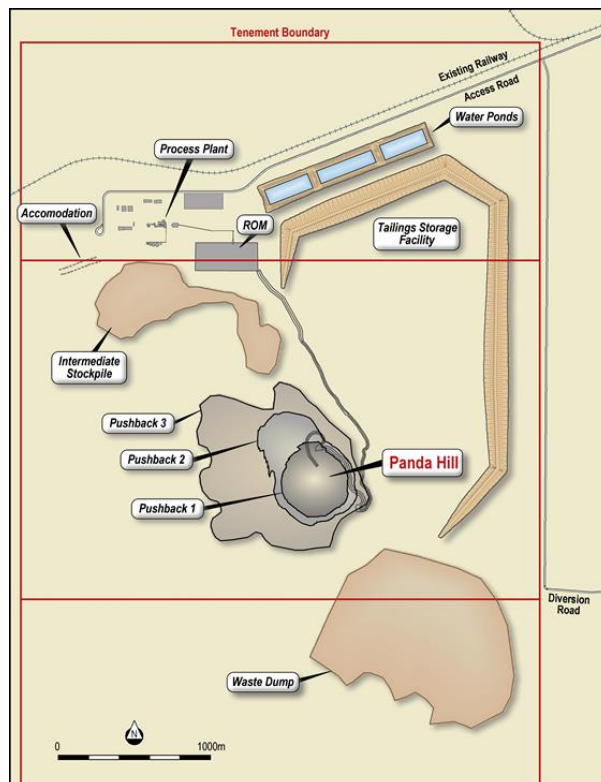 Tenement Boundary
Existing Railway
Access Road
Water Ponds
Process Plant
Accomodation
ROM
Tailings Storage
Facility
Intermediate
Stockpile
Pushback 3
Pushback 2
Panda Hill
Pushback 1
Diversion
Road
Waste Dump
N
0
1000m